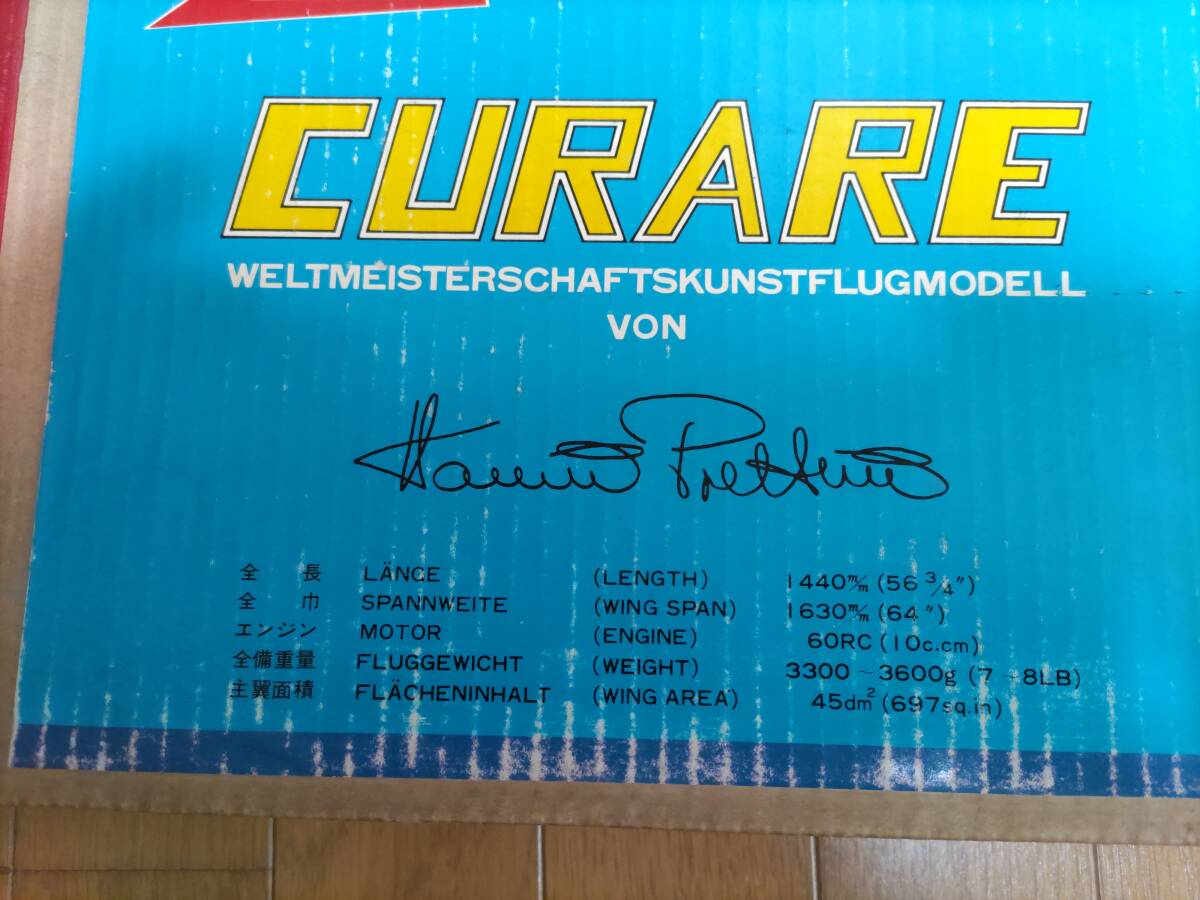 CURARE
WELTMEISTERSCHAFTSKUNSTFLUGMODELL
VON
Hanno Prettner
全長 LÄNGE (LENGTH) 1440㎜ (56 3/4")
全巾 SPANNWEITE (WING SPAN) 1630㎜ (64")
エンジン MOTOR (ENGINE) 60RC (10c.cm)
全備重量 FLUGGEWICHT (WEIGHT) 3300~3600g (7~8LB)
主翼面積 FLÄCHENINHALT (WING AREA) 45dm² (697sq.in)